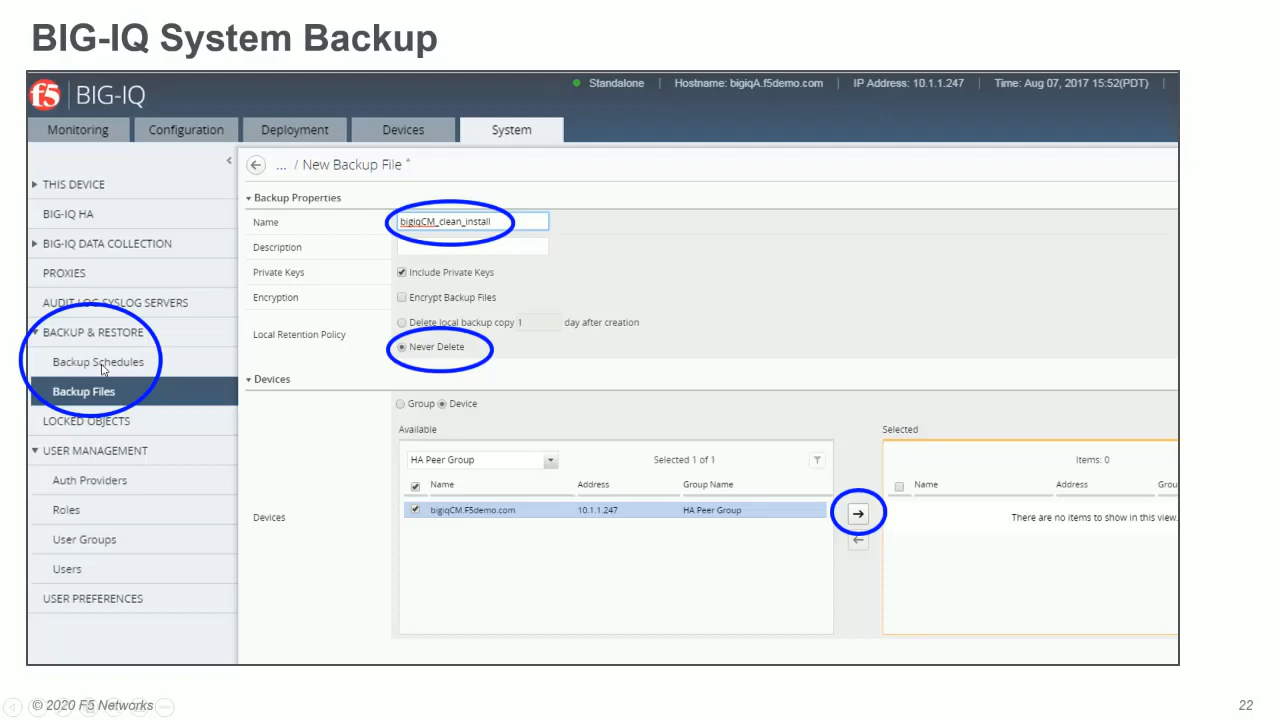 BIG-IQ System Backup
f5 BIG-IQ
Standalone | Hostname: bigiqA.f5demo.com | IP Address: 10.1.1.247 | Time: Aug 07, 2017 15:52(PDT) |
Monitoring Configuration Deployment Devices System
... / New Backup File *
THIS DEVICE
BIG-IQ HA
BIG-IQ DATA COLLECTION
PROXIES
AUDIT LOG SYSLOG SERVERS
BACKUP & RESTORE
Backup Schedules
Backup Files
LOCKED OBJECTS
USER MANAGEMENT
Auth Providers
Roles
User Groups
Users
USER PREFERENCES
Backup Properties
Name bigiqCM_clean_install
Description
Private Keys Include Private Keys
Encryption Encrypt Backup Files
Local Retention Policy
Delete local backup copy 1 day after creation
Never Delete
Devices
Group Device
Available
HA Peer Group Selected 1 of 1
Name Address Group Name
bigiqCM.F5demo.com 10.1.1.247 HA Peer Group
Devices
Selected
Items: 0
Name Address Grou
There are no items to show in this view.
© 2020 F5 Networks
22